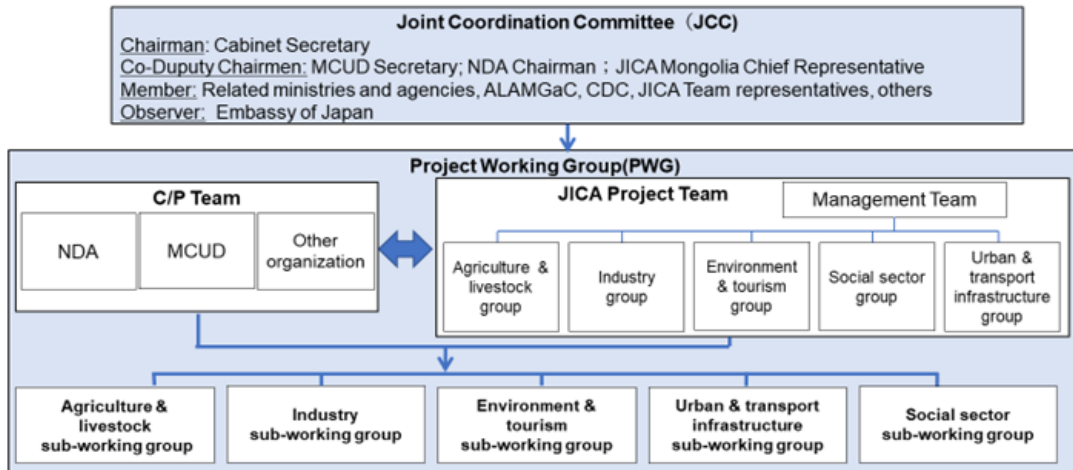 Joint Coordination Committee（JCC）
Chairman: Cabinet Secretary
Co-Duputy Chairmen: MCUD Secretary; NDA Chairman； JICA Mongolia Chief Representative
Member: Related ministries and agencies, ALAMGaC, CDC, JICA Team representatives, others
Observer: Embassy of Japan
Project Working Group(PWG)
C/P Team
NDA
MCUD
Other
organization
JICA Project Team
Management Team
Agriculture &
livestock
group
Industry
group
Environment
& tourism
group
Social sector
group
Urban &
transport
infrastructure
group
Agriculture &
livestock
sub-working group
Industry
sub-working group
Environment &
tourism
sub-working group
Urban & transport
infrastructure
sub-working group
Social sector
sub-working group